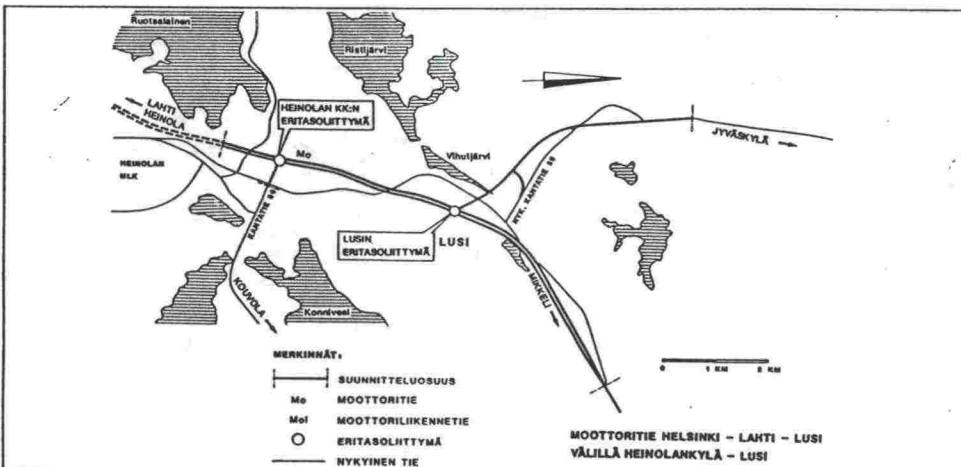 Ruotsalainen
Ristijärvi
LAHTI
HEINOLA
HEINOLAN KK:N
ERITASOLIITTYMÄ
JYVÄSKYLÄ
HEINOLAN
MLK
Mo
Vihutjärvi
NYK. KANTATIE 59
KANTATIE
LUSIN
ERITASOLIITTYMÄ
LUSI
MIKKELI
KOUVOLA
Konnivesi
MERKINNÄT:
SUUNNITTELUOSUUS
Mo MOOTTORITIE
Mol MOOTTORILIIKENNETIE
ERITASOLIITTYMÄ
NYKYINEN TIE
0 1 KM 2 KM
MOOTTORITIE HELSINKI – LAHTI – LUSI
VÄLILLÄ HEINOLANKYLÄ – LUSI